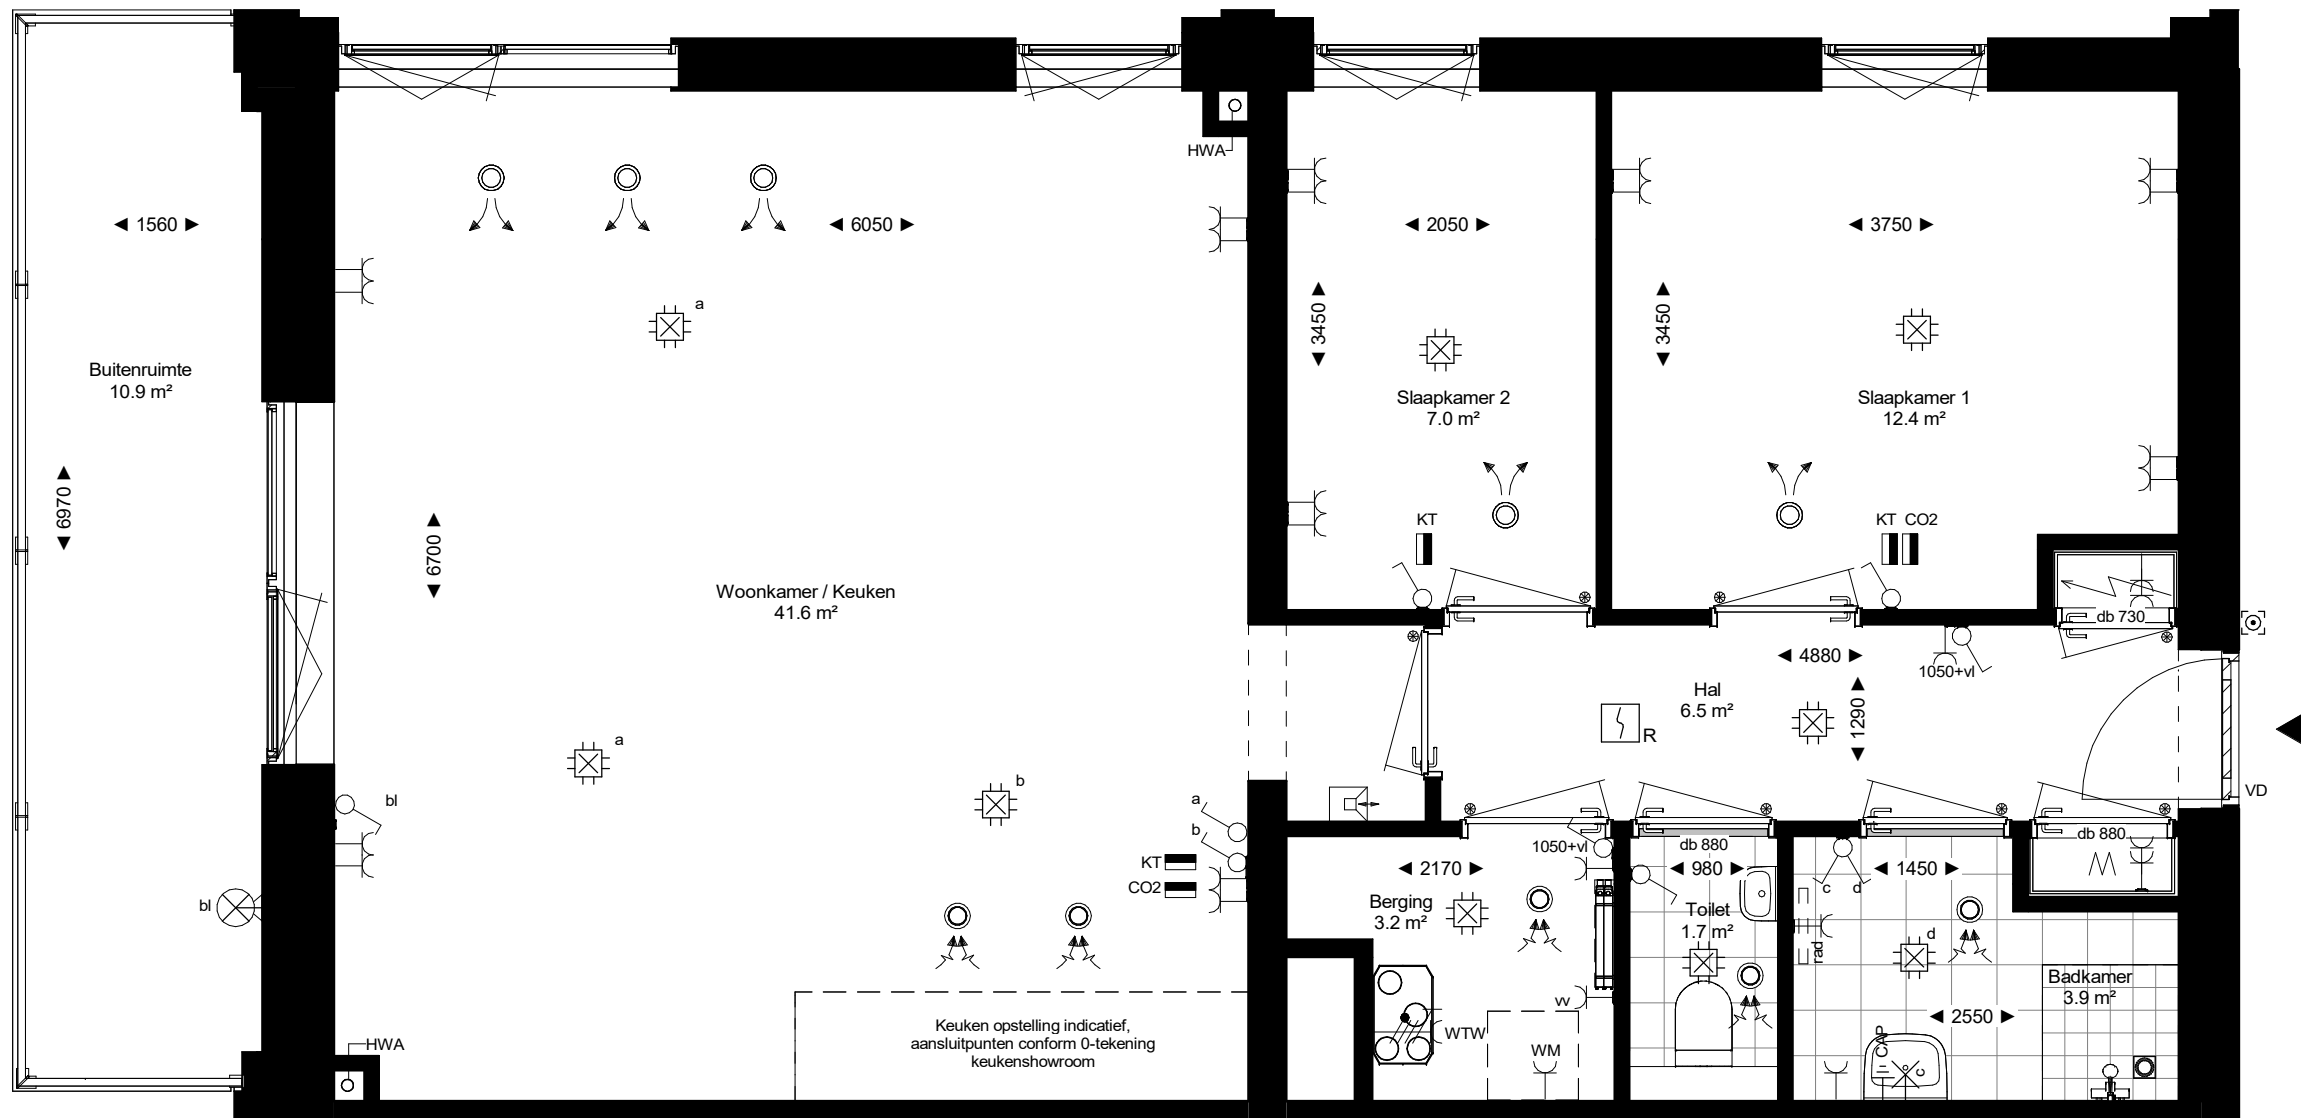 HWA
1560
6050
2050
3750
3450
3450
a
Buitenruimte
10.9 m²
Slaapkamer 2
7.0 m²
Slaapkamer 1
12.4 m²
6970
6700
KT
KT CO2
Woonkamer / Keuken
41.6 m²
db 730
4880
1050+vl
Hal
6.5 m²
1290
R
a
b
bl
VD
a
b
KT
CO2
bl
1050+vl
db 880
db 880
2170
980
1450
c
d
Berging
3.2 m²
Toilet
1.7 m²
rad
d
Badkamer
3.9 m²
vv
2550
Keuken opstelling indicatief,
aansluitpunten conform 0-tekening
keukenshowroom
HWA
WTW
WM
CAP
c